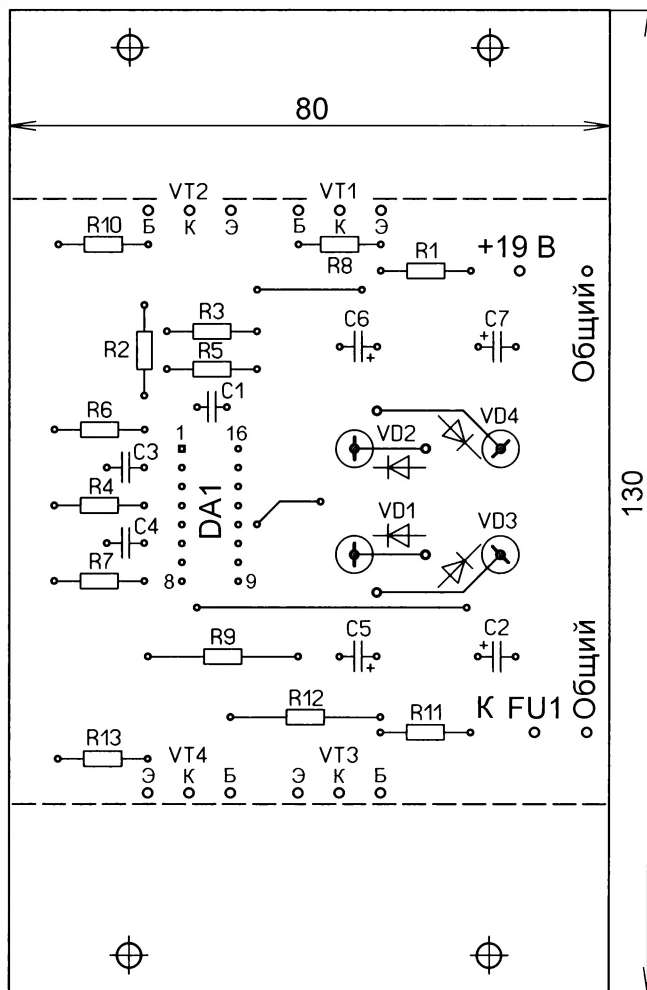 80
130
VT2 VT1
Б К Э Б К Э
R10 R8 R1 +19 В
Общий
R3 C6 + C7 +
R2 R5
C1
R6
1 16
VD2 VD4
C3
R4 DA1
C4 VD1 VD3
R7 8 9
R9 C5 + C2 +
Общий
R12 R11 К FU1
R13 VT4 VT3
Э К Б Э К Б